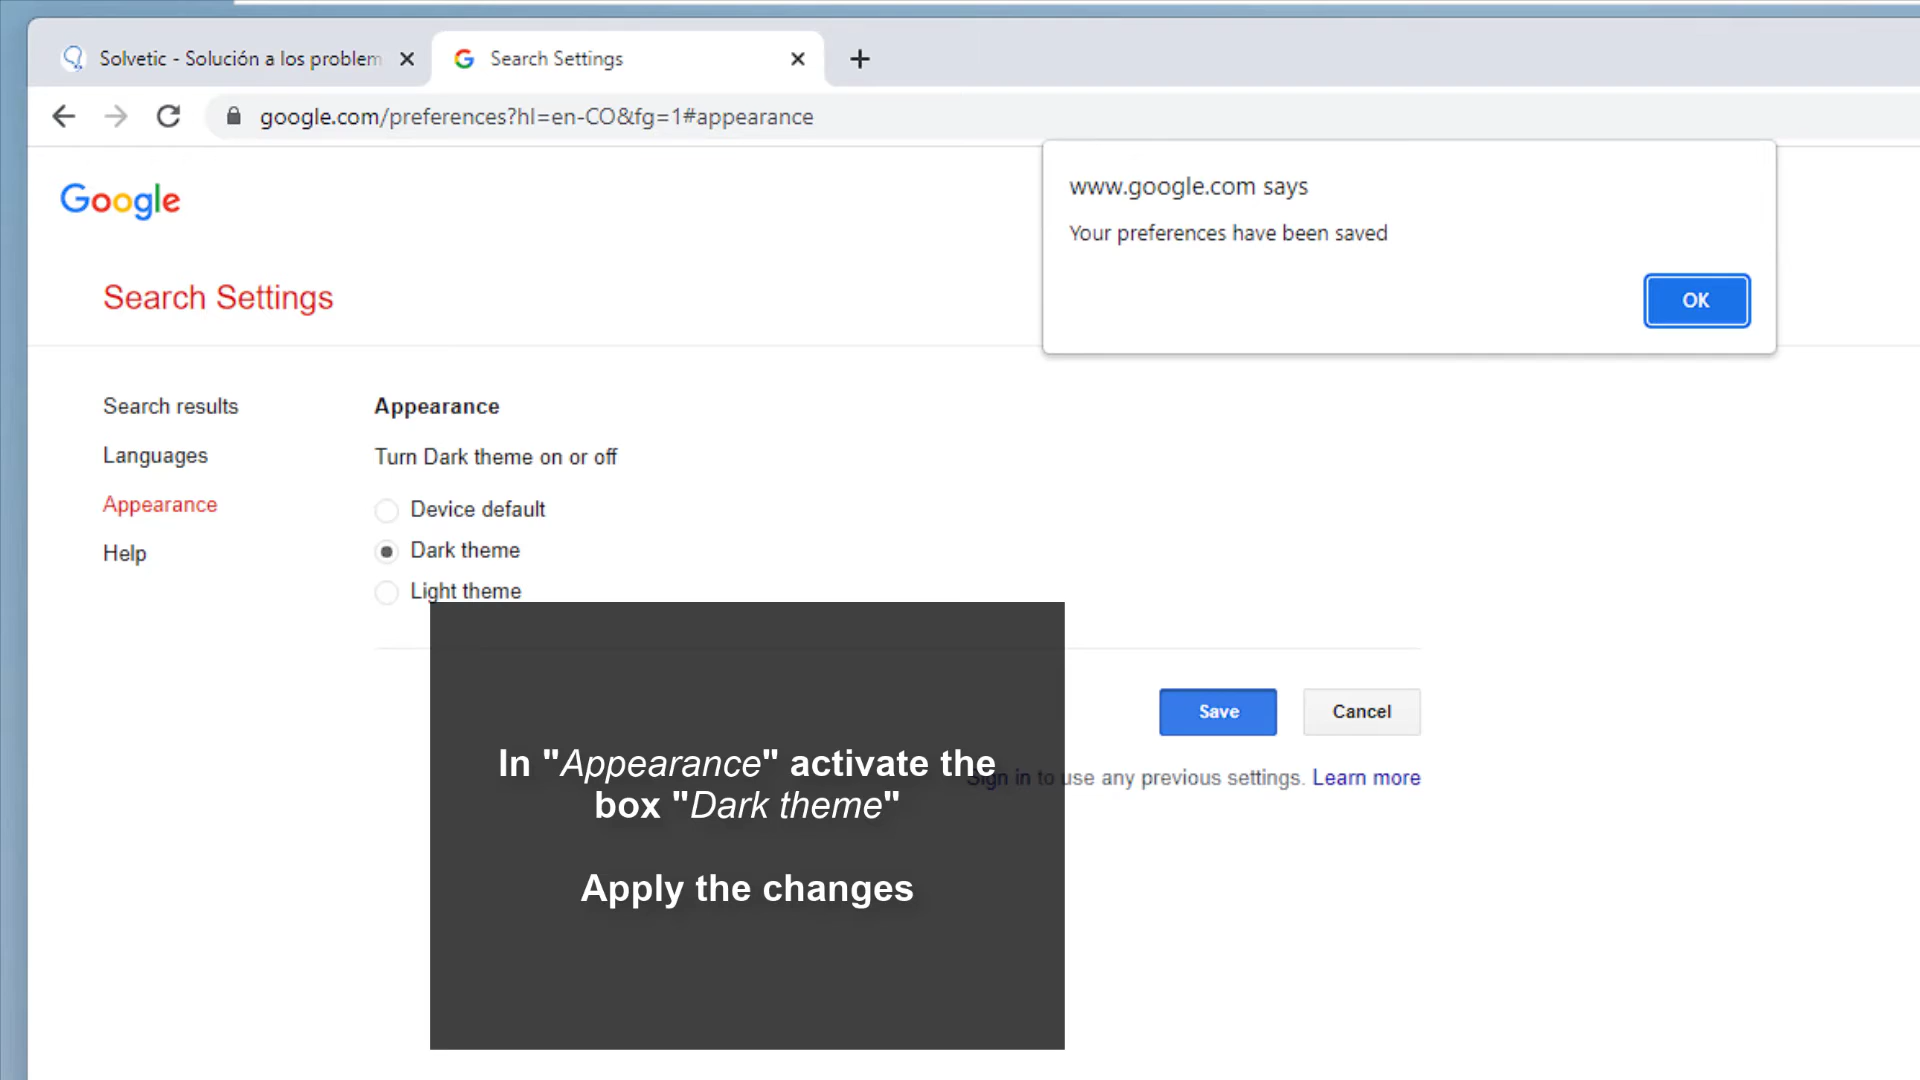 Solvetic - Solución a los problem
Search Settings
google.com/preferences?hl=en-CO&fg=1#appearance
Google
www.google.com says
Your preferences have been saved
OK
Search Settings
Search results
Languages
Appearance
Help
Appearance
Turn Dark theme on or off
Device default
Dark theme
Light theme
Save
Cancel
Sign in to use any previous settings. Learn more
In "Appearance" activate the
box "Dark theme"
Apply the changes